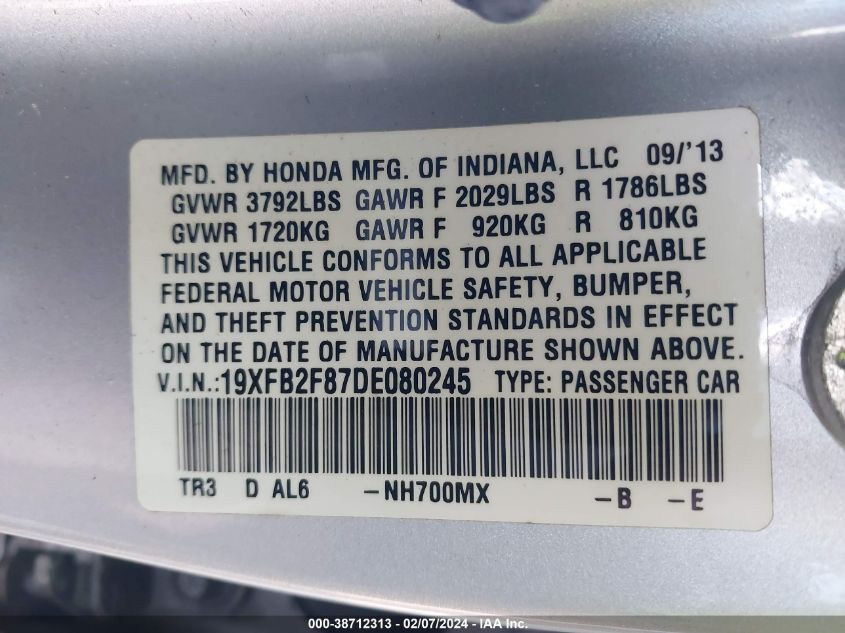 MFD. BY HONDA MFG. OF INDIANA, LLC 09/'13
GVWR 3792LBS GAWR F 2029LBS R 1786LBS
GVWR 1720KG GAWR F 920KG R 810KG
THIS VEHICLE CONFORMS TO ALL APPLICABLE
FEDERAL MOTOR VEHICLE SAFETY, BUMPER,
AND THEFT PREVENTION STANDARDS IN EFFECT
ON THE DATE OF MANUFACTURE SHOWN ABOVE.
V.I.N.:19XFB2F87DE080245 TYPE: PASSENGER CAR
TR3 D AL6 -NH700MX -B -E
000-38712313 - 02/07/2024 - IAA.